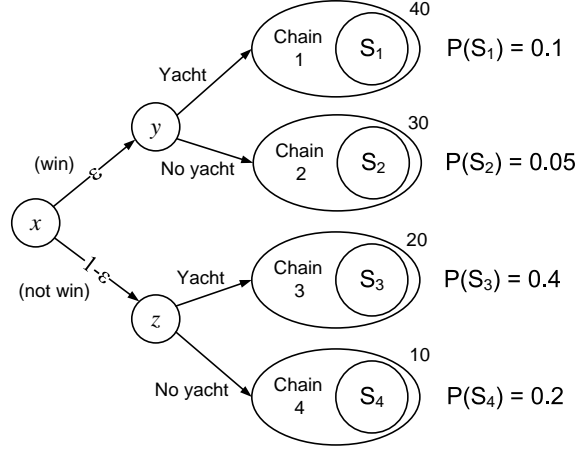 40
Chain
1
S1
P(S1) = 0.1
Yacht
y
30
(win)
ε
No yacht
Chain
2
S2
P(S2) = 0.05
x
20
1-ε
Yacht
Chain
3
S3
P(S3) = 0.4
(not win)
z
10
No yacht
Chain
4
S4
P(S4) = 0.2